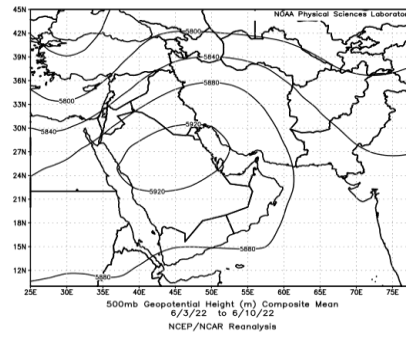 NOAA Physical Sciences Laborator
45N
42N
39N
36N
33N
30N
27N
24N
21N
18N
15N
12N
5800
5840
5880
5800
5840
5920
5920
5880
5880
25E 30E 35E 40E 45E 50E 55E 60E 65E 70E 75E
500mb Geopotential Height (m) Composite Mean
6/3/22 to 6/10/22
NCEP/NCAR Reanalysis